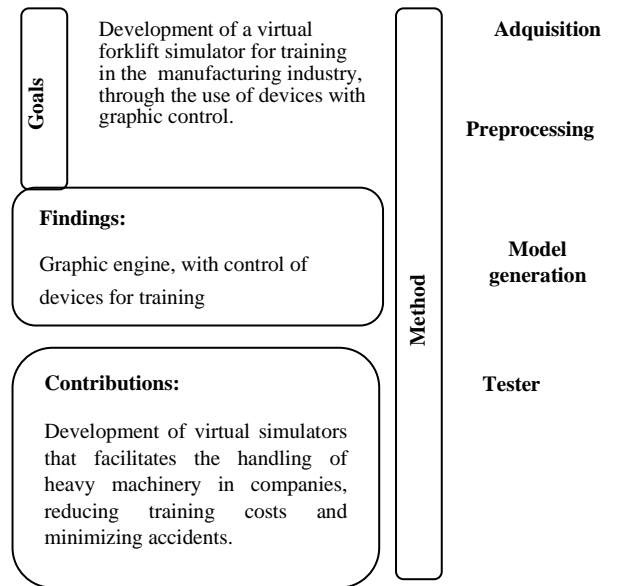 Goals
Development of a virtual
forklift simulator for training
in the manufacturing industry,
through the use of devices with
graphic control.
Findings:
Graphic engine, with control of
devices for training
Contributions:
Development of virtual simulators
that facilitates the handling of
heavy machinery in companies,
reducing training costs and
minimizing accidents.
Method
Adquisition
Preprocessing
Model
generation
Tester